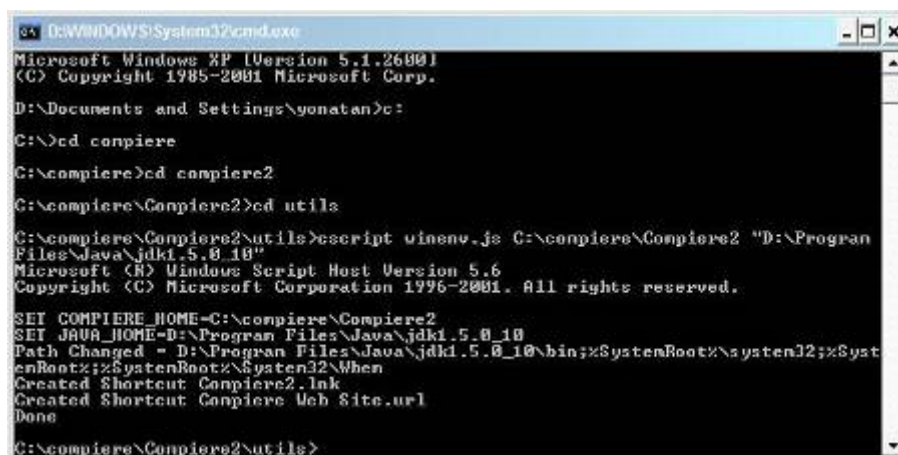 D:\WINDOWS\System32\cmd.exe
Microsoft Windows XP [Version 5.1.2600]
(C) Copyright 1985-2001 Microsoft Corp.
D:\Documents and Settings\yonatan>c:
C:\>cd compiere
C:\compiere>cd compiere2
C:\compiere\Compiere2>cd utils
C:\compiere\Compiere2\utils>cscript winenv.js C:\compiere\Compiere2 "D:\Program
Files\Java\jdk1.5.0_10"
Microsoft (R) Windows Script Host Version 5.6
Copyright (C) Microsoft Corporation 1996-2001. All rights reserved.
SET COMPIERE_HOME=C:\compiere\Compiere2
SET JAVA_HOME=D:\Program Files\Java\jdk1.5.0_10
Path Changed = D:\Program Files\Java\jdk1.5.0_10\bin;%SystemRoot%\system32;%Syst
emRoot%;%SystemRoot%\System32\Wbem
Created Shortcut Compiere2.lnk
Created Shortcut Compiere Web Site.url
Done
C:\compiere\Compiere2\utils>